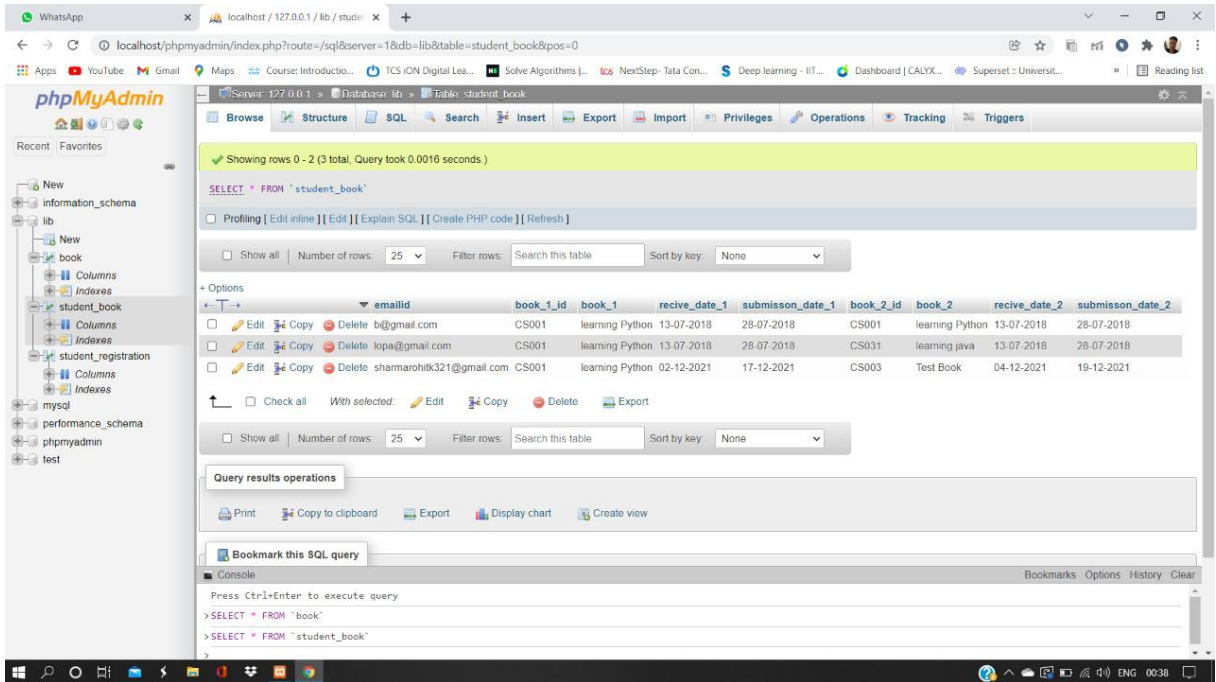 WhatsApp
localhost / 127.0.0.1 / lib / studer
localhost/phpmyadmin/index.php?route=/sql&server=1&db=lib&table=student_book&pos=0
Apps YouTube Gmail Maps Course: Introductio... TCS iON Digital Lea... Solve Algorithms |... NextStep- Tata Con... Deep learning - IIT... Dashboard | CALYX... Superset :: Universit... » Reading list
phpMyAdmin
Recent Favorites
New
information_schema
lib
New
book
Columns
Indexes
student_book
Columns
Indexes
student_registration
Columns
Indexes
mysql
performance_schema
phpmyadmin
test
Server: 127.0.0.1 » Database: lib » Table: student_book
Browse Structure SQL Search Insert Export Import Privileges Operations Tracking Triggers
Showing rows 0 - 2 (3 total, Query took 0.0016 seconds.)
SELECT * FROM `student_book`
Profiling [ Edit inline ] [ Edit ] [ Explain SQL ] [ Create PHP code ] [ Refresh ]
Show all | Number of rows: 25 Filter rows: Search this table Sort by key: None
+ Options
emailid book_1_id book_1 recive_date_1 submisson_date_1 book_2_id book_2 recive_date_2 submisson_date_2
Edit Copy Delete b@gmail.com CS001 learning Python 13-07-2018 28-07-2018 CS001 learning Python 13-07-2018 28-07-2018
Edit Copy Delete lopa@gmail.com CS001 learning Python 13-07-2018 28-07-2018 CS031 learning java 13-07-2018 28-07-2018
Edit Copy Delete sharmarohitk321@gmail.com CS001 learning Python 02-12-2021 17-12-2021 CS003 Test Book 04-12-2021 19-12-2021
Check all With selected: Edit Copy Delete Export
Show all | Number of rows: 25 Filter rows: Search this table Sort by key: None
Query results operations
Print Copy to clipboard Export Display chart Create view
Bookmark this SQL query
Console Bookmarks Options History Clear
Press Ctrl+Enter to execute query
>SELECT * FROM `book`
>SELECT * FROM `student_book`
>
ENG 00:38